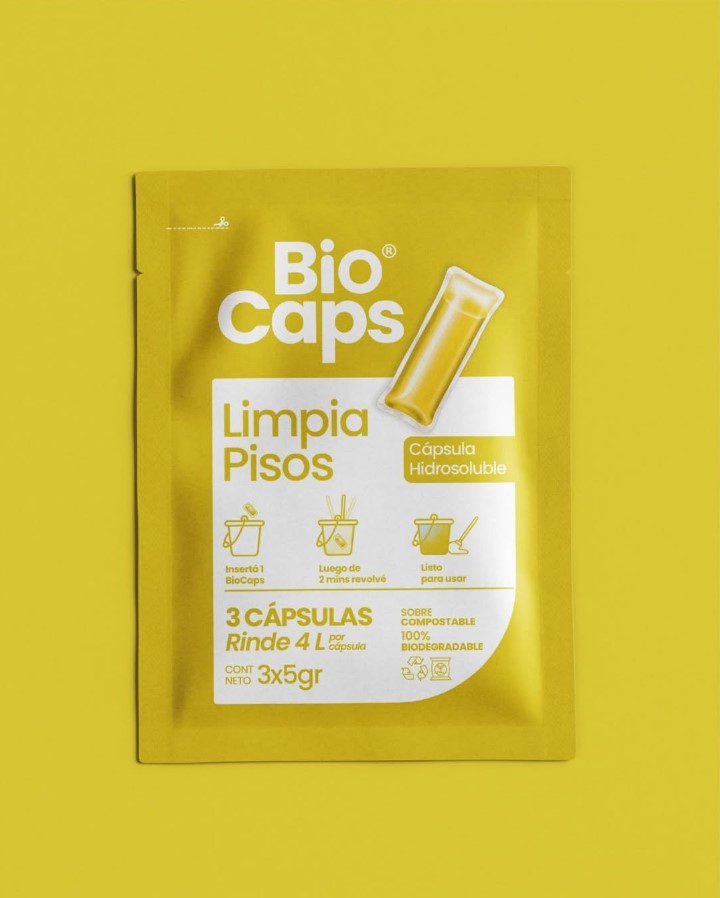 Bio®
Caps
Limpia
Pisos
Cápsula
Hidrosoluble
Insertá 1
BioCaps
Luego de
2 mins revolvé
Listo
para usar
3 CÁPSULAS
Rinde 4 L por cápsula
CONT NETO 3x5gr
SOBRE
COMPOSTABLE
100%
BIODEGRADABLE